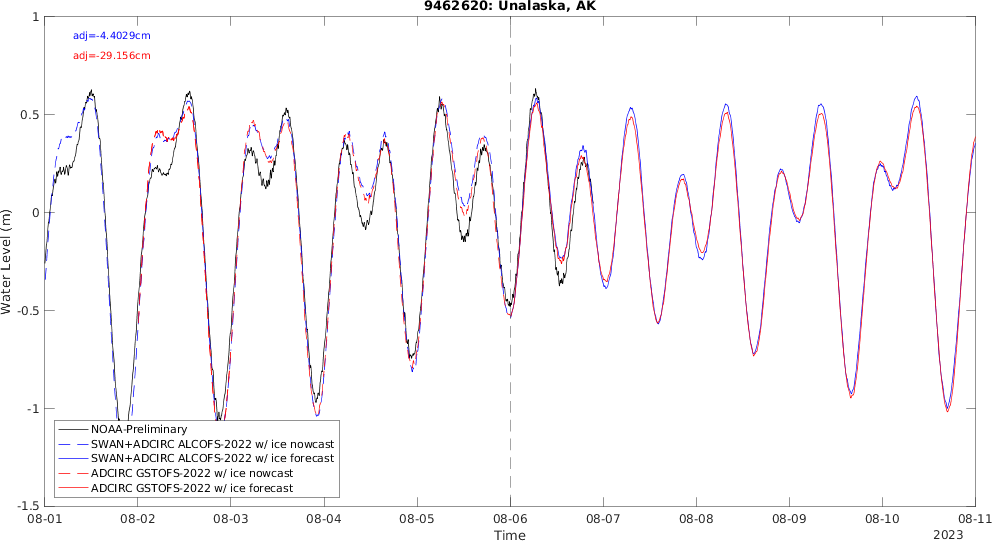 9462620: Unalaska, AK
adj=-4.4029cm
adj=-29.156cm
1
0.5
0
-0.5
-1
-1.5
Water Level (m)
NOAA-Preliminary
SWAN+ADCIRC ALCOFS-2022 w/ ice nowcast
SWAN+ADCIRC ALCOFS-2022 w/ ice forecast
ADCIRC GSTOFS-2022 w/ ice nowcast
ADCIRC GSTOFS-2022 w/ ice forecast
08-01 08-02 08-03 08-04 08-05 08-06 08-07 08-08 08-09 08-10 08-11
Time
2023